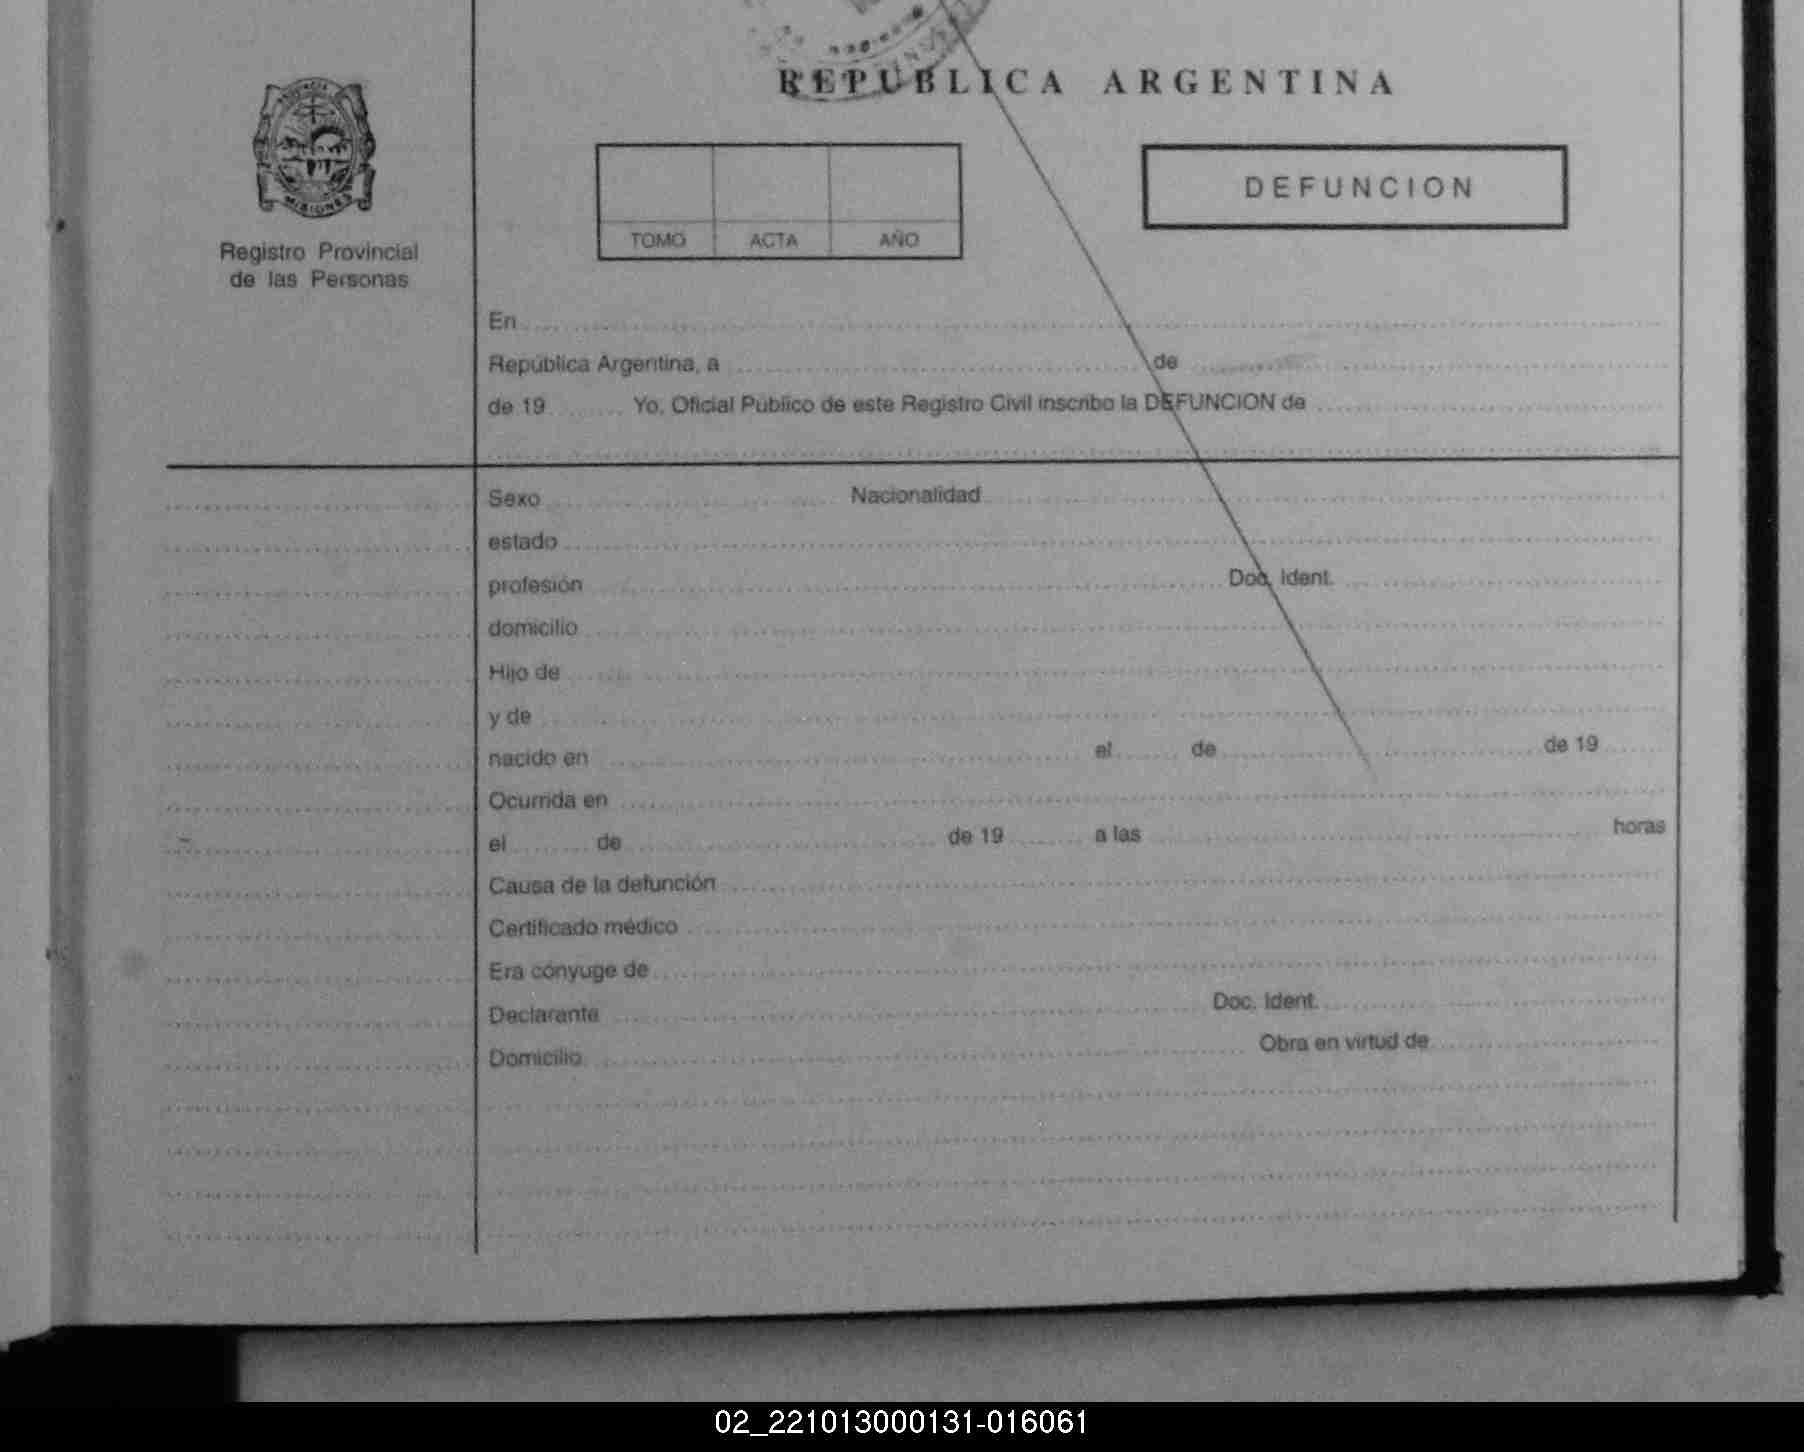 REPUBLICA ARGENTINA
PROVINCIA
MISIONES
Registro Provincial
de las Personas
TOMO ACTA AÑO
DEFUNCION
En
República Argentina, a de
de 19 Yo, Oficial Público de este Registro Civil inscribo la DEFUNCION de
Sexo Nacionalidad
estado
profesión Doc. Ident.
domicilio
Hijo de
y de
nacido en el de de 19
Ocurrida en
el de de 19 a las horas
Causa de la defunción
Certificado médico
Era cónyuge de
Declarante Doc. Ident.
Domicilio Obra en virtud de
02_221013000131-016061